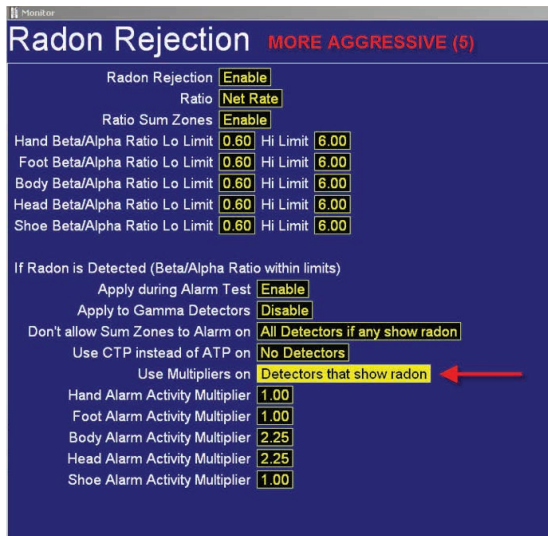 Monitor
Radon Rejection MORE AGGRESSIVE (5)
Radon Rejection Enable
Ratio Net Rate
Ratio Sum Zones Enable
Hand Beta/Alpha Ratio Lo Limit 0.60 Hi Limit 6.00
Foot Beta/Alpha Ratio Lo Limit 0.60 Hi Limit 6.00
Body Beta/Alpha Ratio Lo Limit 0.60 Hi Limit 6.00
Head Beta/Alpha Ratio Lo Limit 0.60 Hi Limit 6.00
Shoe Beta/Alpha Ratio Lo Limit 0.60 Hi Limit 6.00
If Radon is Detected (Beta/Alpha Ratio within limits)
Apply during Alarm Test Enable
Apply to Gamma Detectors Disable
Don't allow Sum Zones to Alarm on All Detectors if any show radon
Use CTP instead of ATP on No Detectors
Use Multipliers on Detectors that show radon
Hand Alarm Activity Multiplier 1.00
Foot Alarm Activity Multiplier 1.00
Body Alarm Activity Multiplier 2.25
Head Alarm Activity Multiplier 2.25
Shoe Alarm Activity Multiplier 1.00